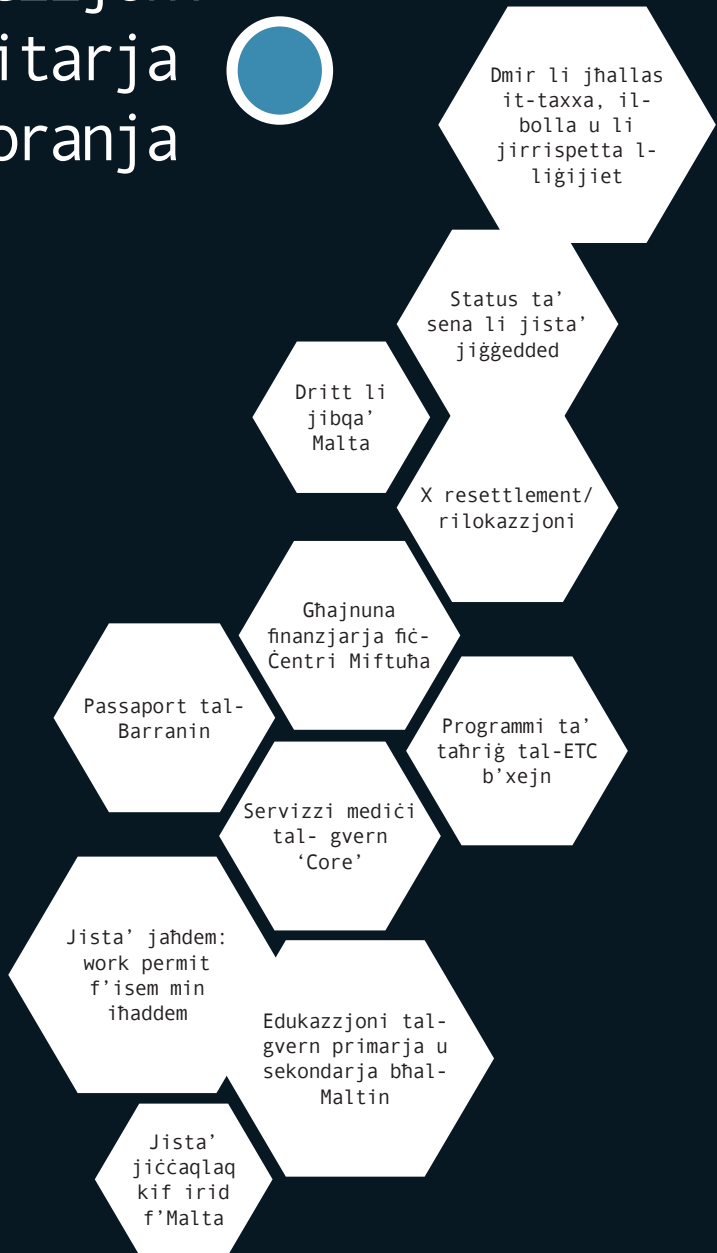 itarja
Dmir li jħallas
it-taxxa, il-
bolla u li
jirrispetta l-
liġijiet
Status ta’
sena li jista’
jiġġedded
Dritt li
jibqa’
Malta
X resettlement/
rilokazzjoni
Għajnuna
finanzjarja fiċ-
Ċentri Miftuħa
Passaport tal-
Barranin
Programmi ta’
taħriġ tal-ETC
b’xejn
Servizzi mediċi
tal- gvern
‘Core’
Jista’ jaħdem:
work permit
f’isem min
iħaddem
Edukazzjoni tal-
gvern primarja u
sekondarja bħal-
Maltin
Jista’
jiċċaqlaq
kif irid
f’Malta